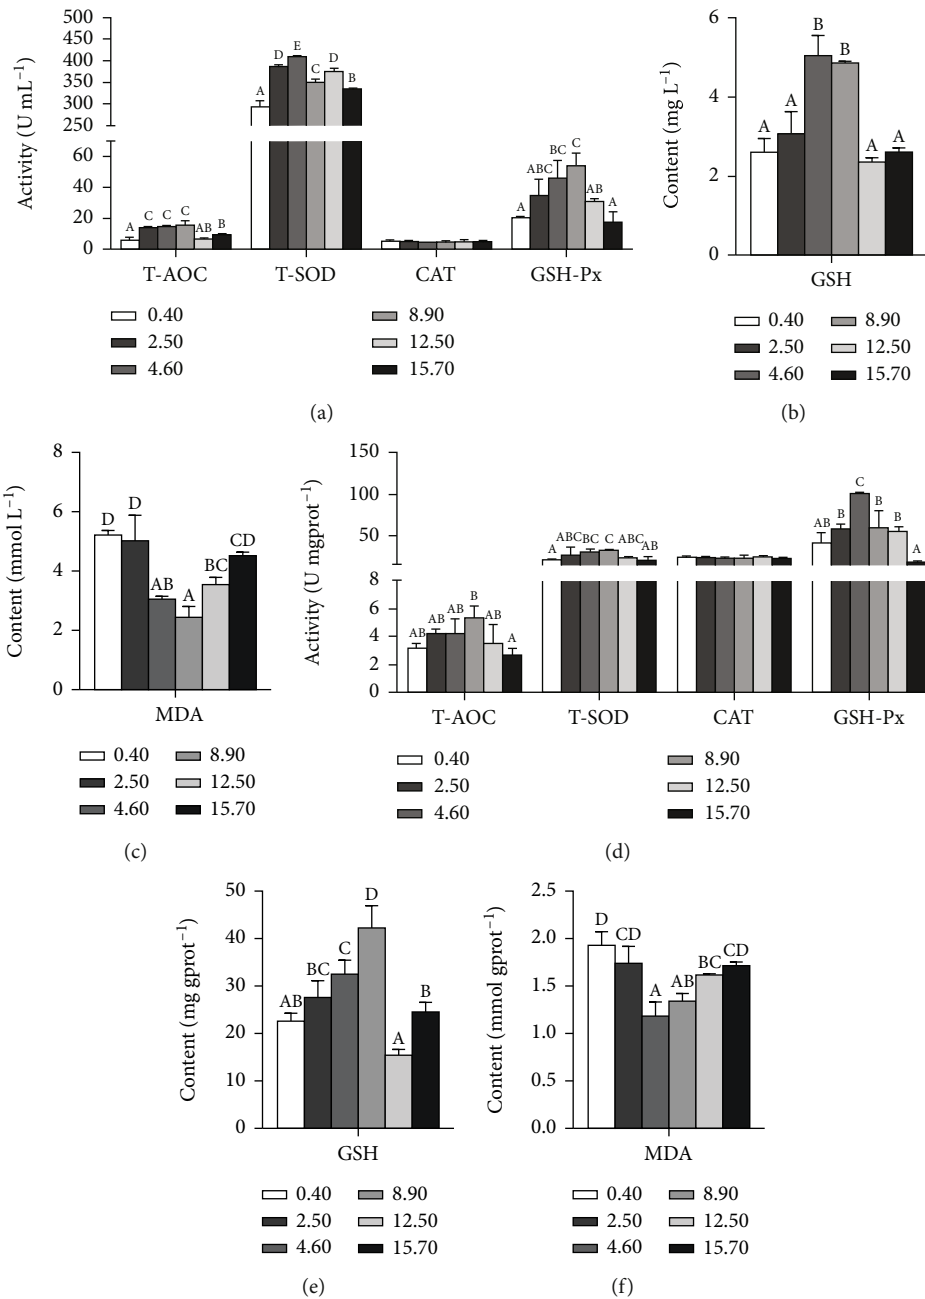 Activity (U mL⁻¹)
500
450
400
350
300
250
60
40
20
0
A C C C AB B
A D E C D B
A ABC BC C AB A
T-AOC T-SOD CAT GSH-Px
0.40 8.90
2.50 12.50
4.60 15.70
(a)
Content (mg L⁻¹)
6
4
2
0
A A B B A A
GSH
0.40 8.90
2.50 12.50
4.60 15.70
(b)
Content (mmol L⁻¹)
8
6
4
2
0
D D AB A BC CD
MDA
0.40 8.90
2.50 12.50
4.60 15.70
(c)
Activity (U mgprot⁻¹)
150
100
50
8
6
4
2
0
AB AB AB B AB A
A ABC BC C ABC AB
AB B C B B A
T-AOC T-SOD CAT GSH-Px
0.40 8.90
2.50 12.50
4.60 15.70
(d)
Content (mg gprot⁻¹)
50
40
30
20
10
0
AB BC C D A B
GSH
0.40 8.90
2.50 12.50
4.60 15.70
(e)
Content (mmol gprot⁻¹)
2.5
2.0
1.5
1.0
0.5
0.0
D CD A AB BC CD
MDA
0.40 8.90
2.50 12.50
4.60 15.70
(f)